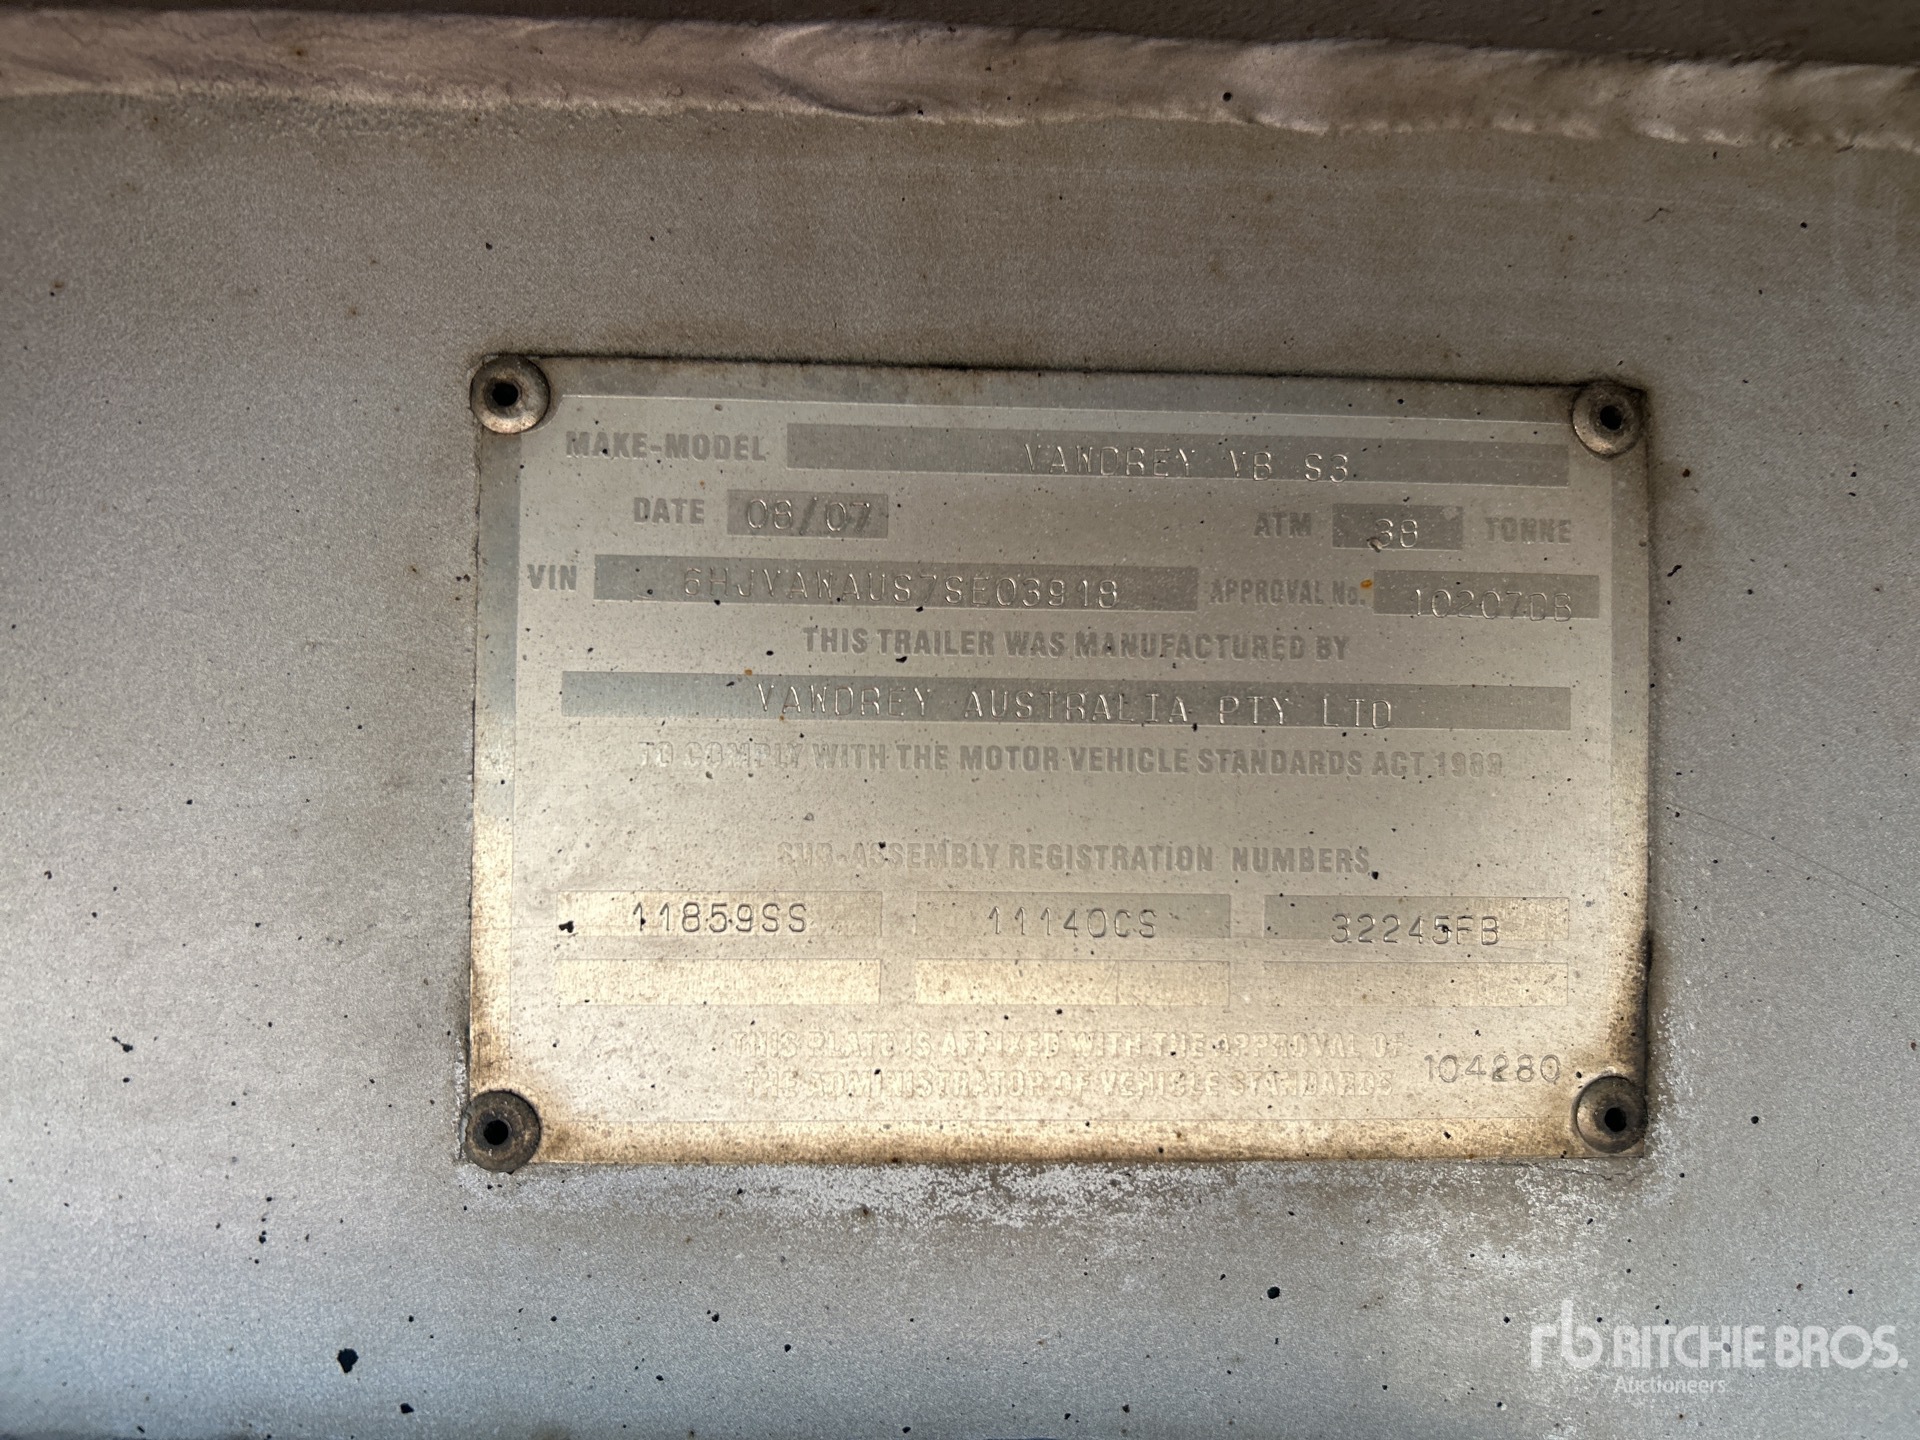 MAKE-MODEL VAWDREY VB S3
DATE 08/07 ATM 38 TONNE
VIN 6HJVAWAUS7SE03918 APPROVAL No. 10207DB
THIS TRAILER WAS MANUFACTURED BY
VAWDREY AUSTRALIA PTY LTD
TO COMPLY WITH THE MOTOR VEHICLE STANDARDS ACT 1989
SUB-ASSEMBLY REGISTRATION NUMBERS
11859SS 11140CS 32245FB
THIS PLATE IS AFFIXED WITH THE APPROVAL OF
THE ADMINISTRATOR OF VEHICLE STANDARDS 104280
rb RITCHIE BROS.
Auctioneers